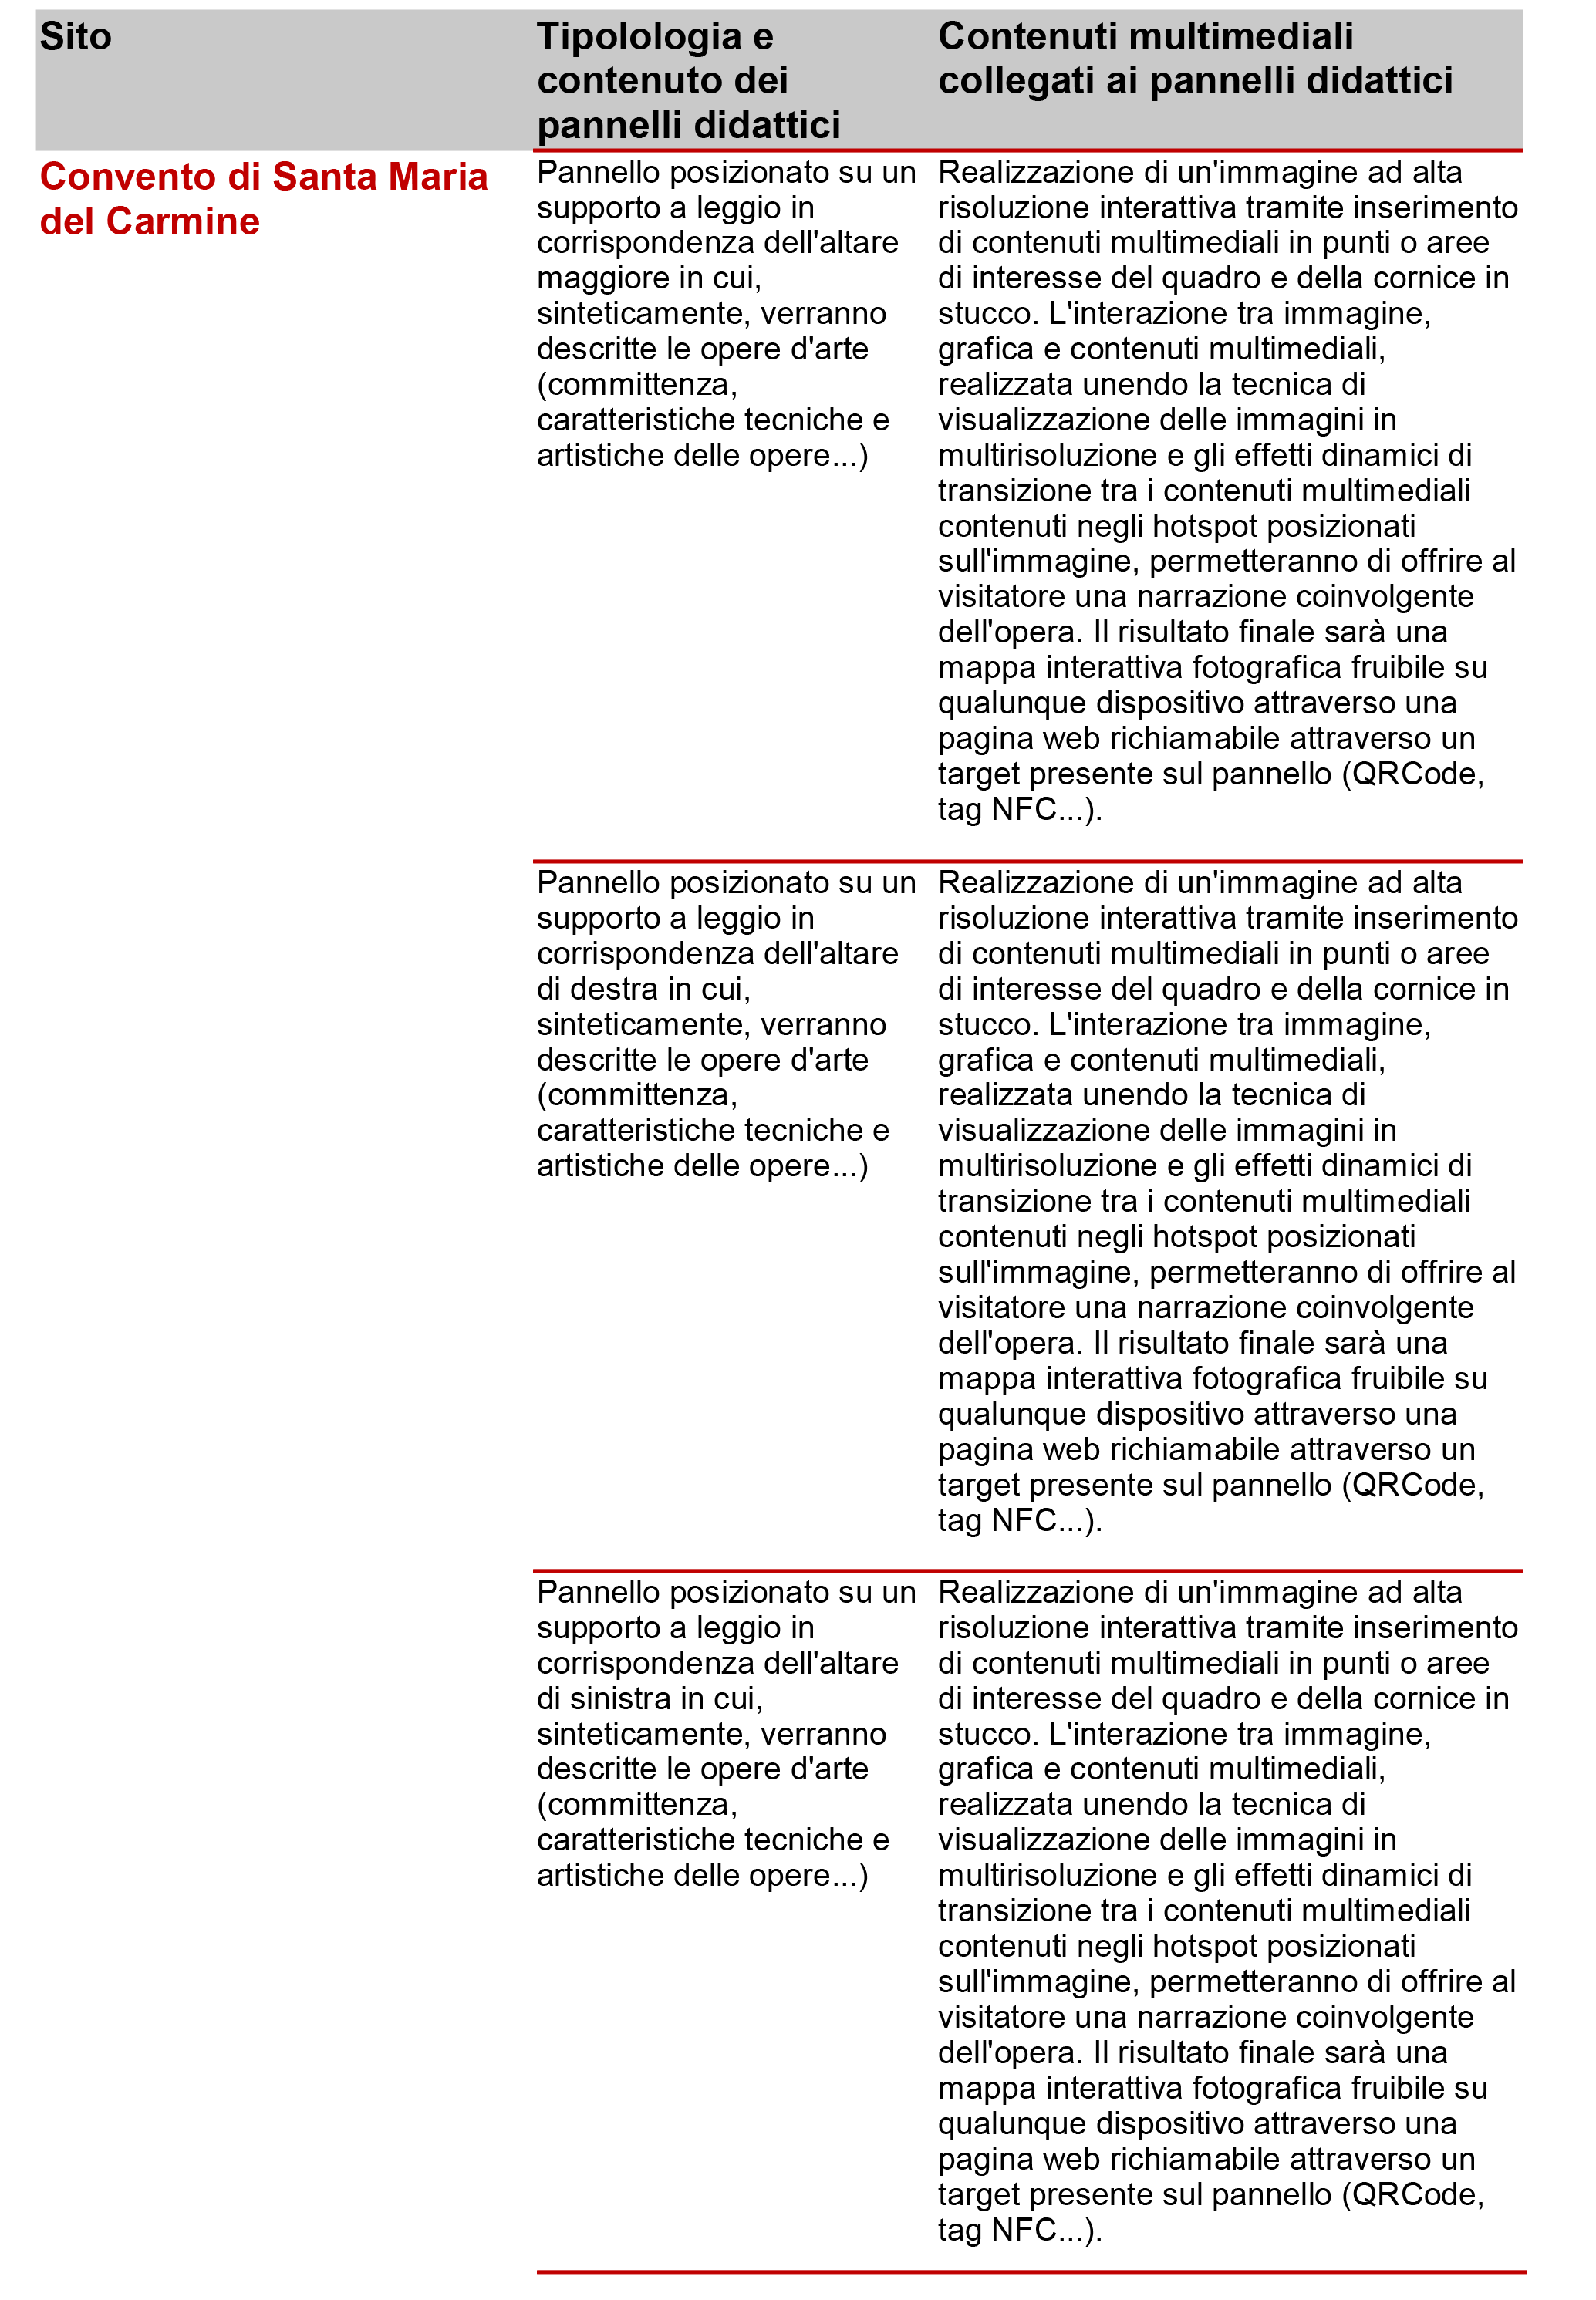 Sito
Tipolologia e
contenuto dei
pannelli didattici
Contenuti multimediali
collegati ai pannelli didattici
Convento di Santa Maria
del Carmine
Pannello posizionato su un
supporto a leggio in
corrispondenza dell'altare
maggiore in cui,
sinteticamente, verranno
descritte le opere d'arte
(committenza,
caratteristiche tecniche e
artistiche delle opere...)
Realizzazione di un'immagine ad alta
risoluzione interattiva tramite inserimento
di contenuti multimediali in punti o aree
di interesse del quadro e della cornice in
stucco. L'interazione tra immagine,
grafica e contenuti multimediali,
realizzata unendo la tecnica di
visualizzazione delle immagini in
multirisoluzione e gli effetti dinamici di
transizione tra i contenuti multimediali
contenuti negli hotspot posizionati
sull'immagine, permetteranno di offrire al
visitatore una narrazione coinvolgente
dell'opera. Il risultato finale sarà una
mappa interattiva fotografica fruibile su
qualunque dispositivo attraverso una
pagina web richiamabile attraverso un
target presente sul pannello (QRCode,
tag NFC...).
Pannello posizionato su un
supporto a leggio in
corrispondenza dell'altare
di destra in cui,
sinteticamente, verranno
descritte le opere d'arte
(committenza,
caratteristiche tecniche e
artistiche delle opere...)
Realizzazione di un'immagine ad alta
risoluzione interattiva tramite inserimento
di contenuti multimediali in punti o aree
di interesse del quadro e della cornice in
stucco. L'interazione tra immagine,
grafica e contenuti multimediali,
realizzata unendo la tecnica di
visualizzazione delle immagini in
multirisoluzione e gli effetti dinamici di
transizione tra i contenuti multimediali
contenuti negli hotspot posizionati
sull'immagine, permetteranno di offrire al
visitatore una narrazione coinvolgente
dell'opera. Il risultato finale sarà una
mappa interattiva fotografica fruibile su
qualunque dispositivo attraverso una
pagina web richiamabile attraverso un
target presente sul pannello (QRCode,
tag NFC...).
Pannello posizionato su un
supporto a leggio in
corrispondenza dell'altare
di sinistra in cui,
sinteticamente, verranno
descritte le opere d'arte
(committenza,
caratteristiche tecniche e
artistiche delle opere...)
Realizzazione di un'immagine ad alta
risoluzione interattiva tramite inserimento
di contenuti multimediali in punti o aree
di interesse del quadro e della cornice in
stucco. L'interazione tra immagine,
grafica e contenuti multimediali,
realizzata unendo la tecnica di
visualizzazione delle immagini in
multirisoluzione e gli effetti dinamici di
transizione tra i contenuti multimediali
contenuti negli hotspot posizionati
sull'immagine, permetteranno di offrire al
visitatore una narrazione coinvolgente
dell'opera. Il risultato finale sarà una
mappa interattiva fotografica fruibile su
qualunque dispositivo attraverso una
pagina web richiamabile attraverso un
target presente sul pannello (QRCode,
tag NFC...).